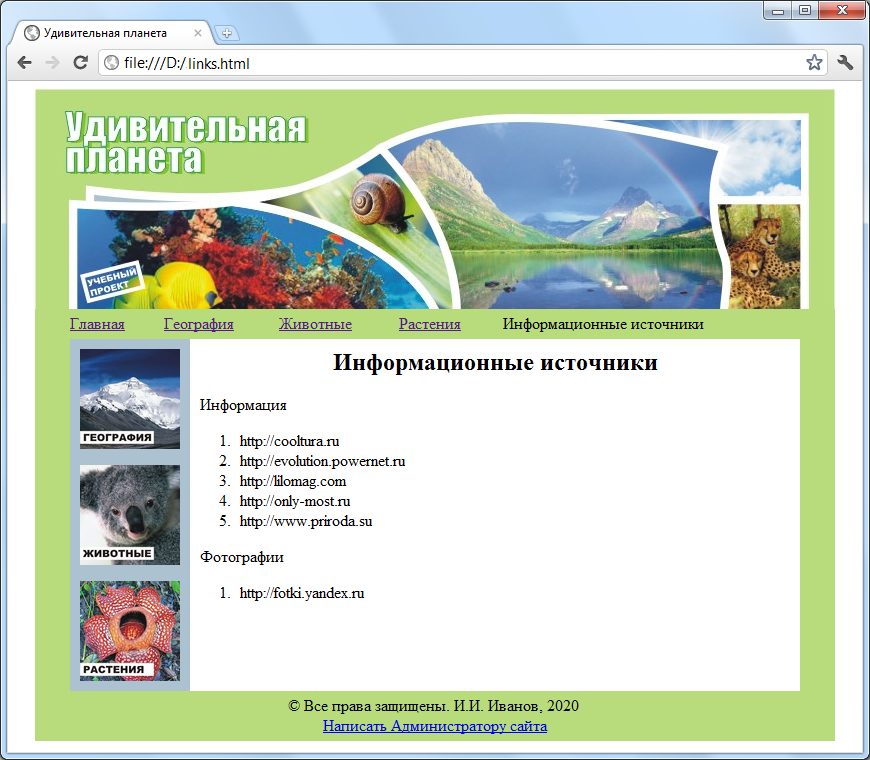 Удивительная планета
file:///D:/links.html
Удивительная
планета
УЧЕБНЫЙ
ПРОЕКТ
Главная География Животные Растения Информационные источники
ГЕОГРАФИЯ
ЖИВОТНЫЕ
РАСТЕНИЯ
Информационные источники
Информация
1. http://cooltura.ru
2. http://evolution.powernet.ru
3. http://lilomag.com
4. http://only-most.ru
5. http://www.priroda.su
Фотографии
1. http://fotki.yandex.ru
© Все права защищены. И.И. Иванов, 2020
Написать Администратору сайта